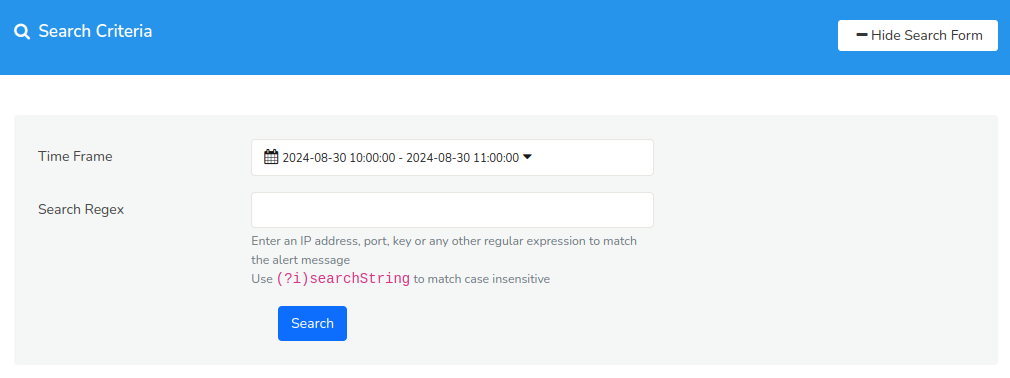 Search Criteria
Hide Search Form
Time Frame
2024-08-30 10:00:00 - 2024-08-30 11:00:00
Search Regex
Enter an IP address, port, key or any other regular expression to match
the alert message
Use (?i)searchString to match case insensitive
Search